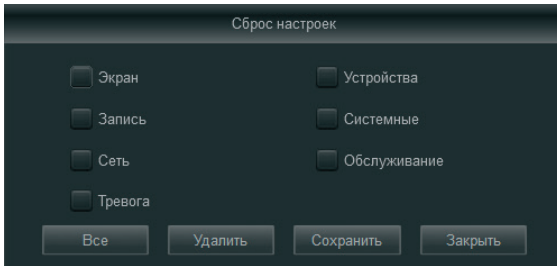 Сброс настроек
Экран Устройства
Запись Системные
Сеть Обслуживание
Тревога
Все Удалить Сохранить Закрыть